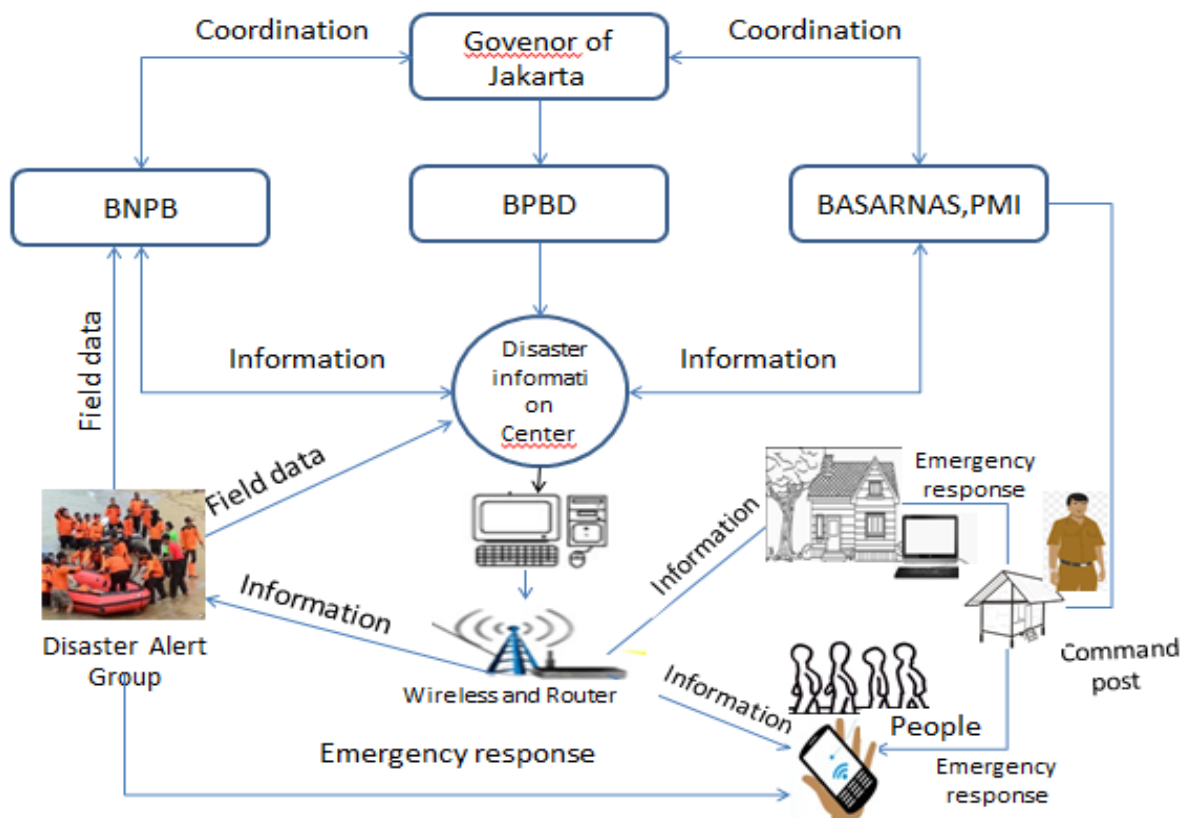 Coordination
Govenor of
Jakarta
Coordination
BNPB
BPBD
BASARNAS,PMI
Field data
Information
Disaster
informati
on
Center
Information
Field data
Emergency
response
Information
Information
Disaster Alert
Group
Wireless and Router
Information
Command
post
People
Emergency response
Emergency
response